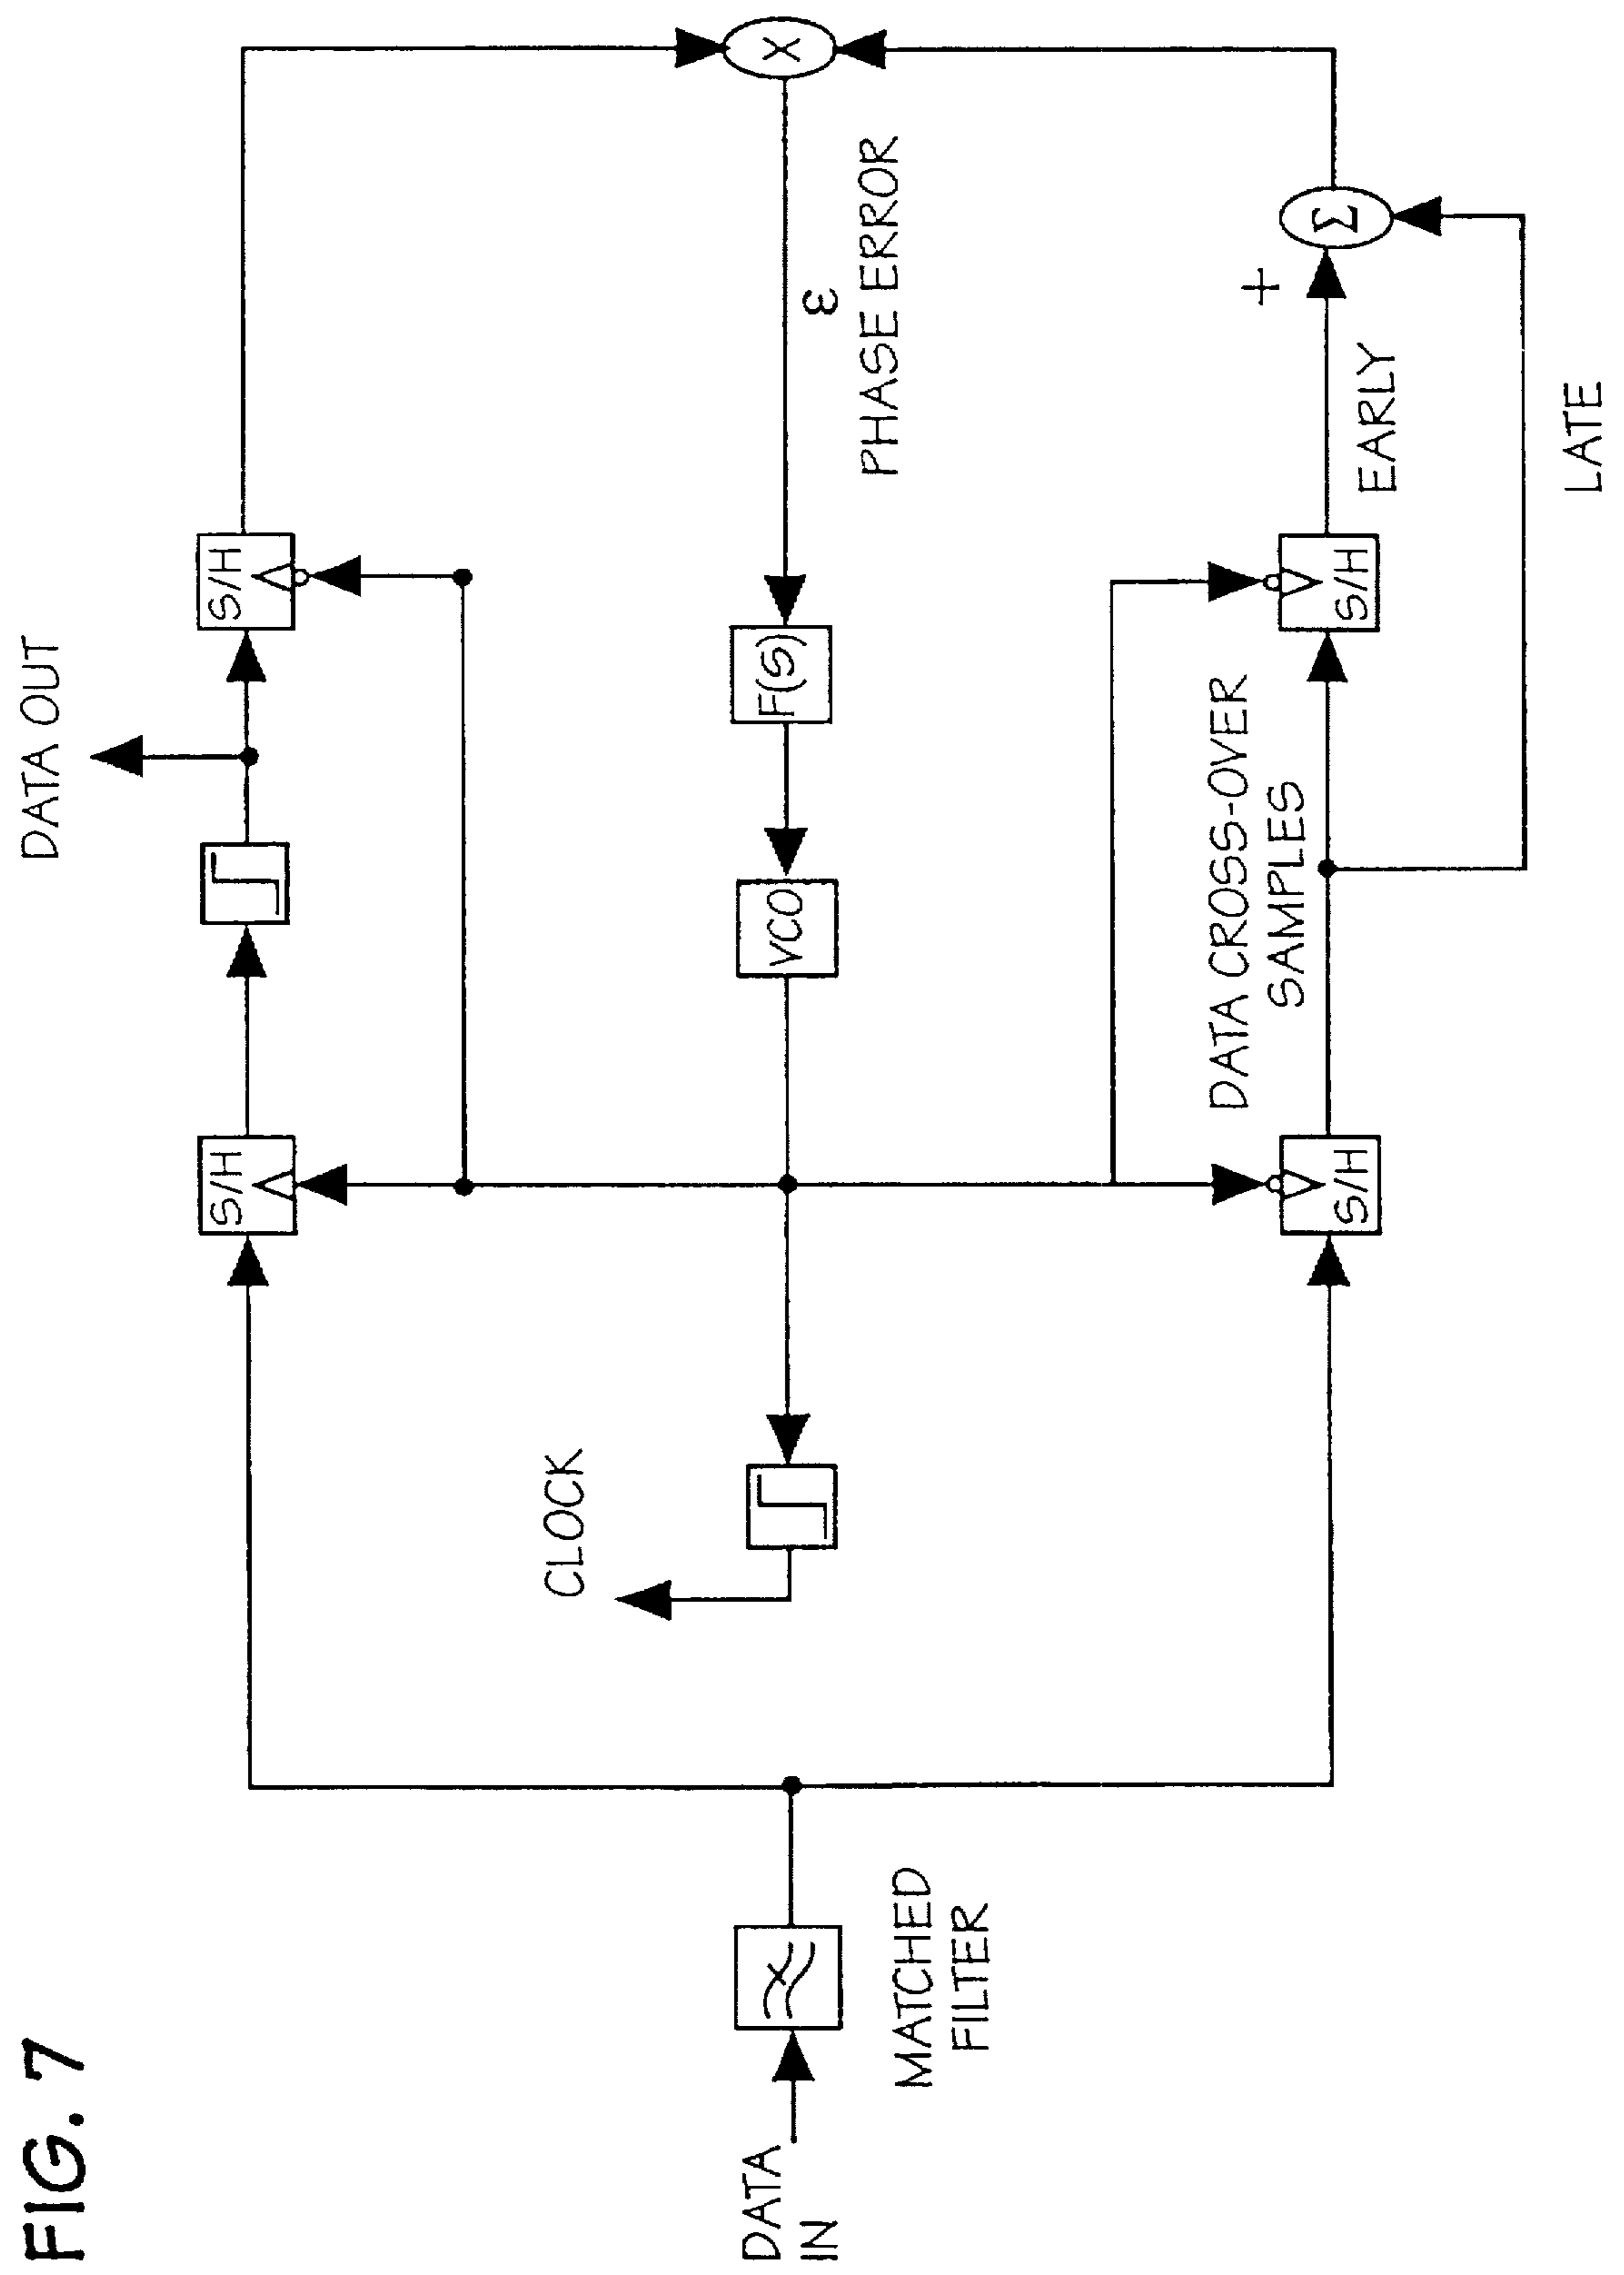 FIG. 7
DATA OUT
S/H
S/H
X
CLOCK
VCO
F(S)
ε
PHASE ERROR
DATA
IN
MATCHED
FILTER
DATA CROSS-OVER
SAMPLES
+
Σ
S/H
S/H
EARLY
LATE